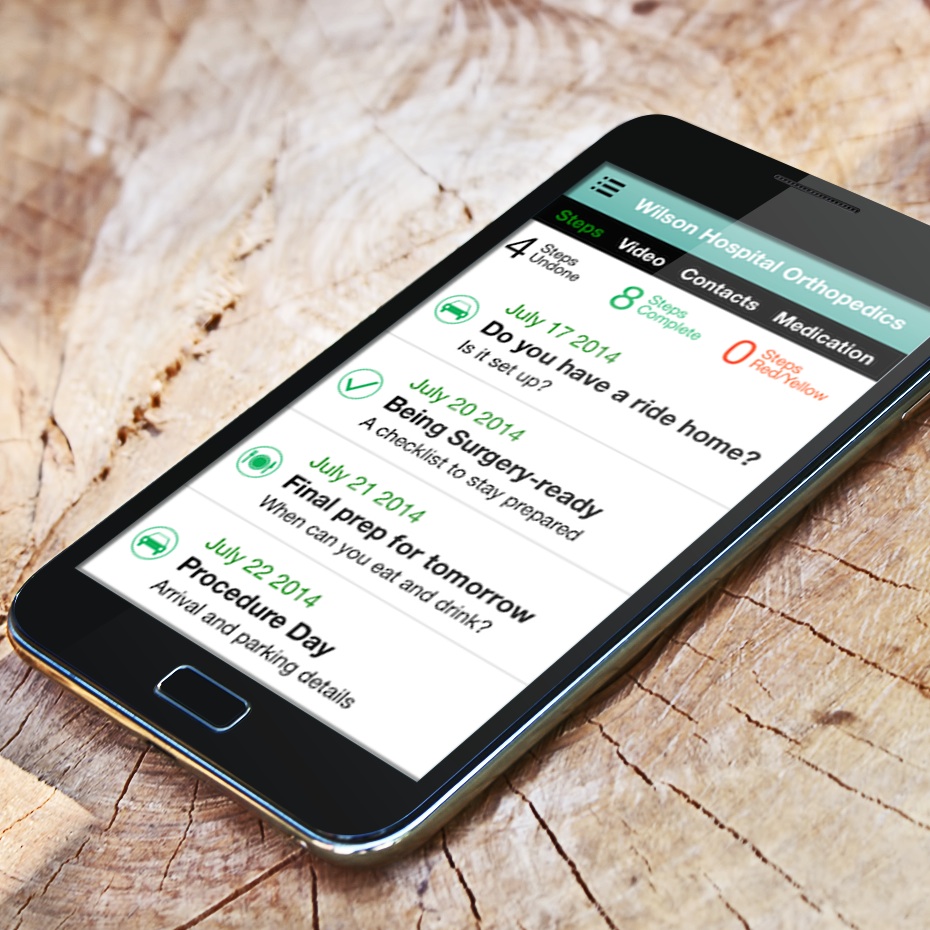 Wilson Hospital Orthopedics
Steps Video Contacts Medication
4 Steps Undone
8 Steps Complete
0 Steps Red/Yellow
July 17 2014
Do you have a ride home?
Is it set up?
July 20 2014
Being Surgery-ready
A checklist to stay prepared
July 21 2014
Final prep for tomorrow
When can you eat and drink?
July 22 2014
Procedure Day
Arrival and parking details